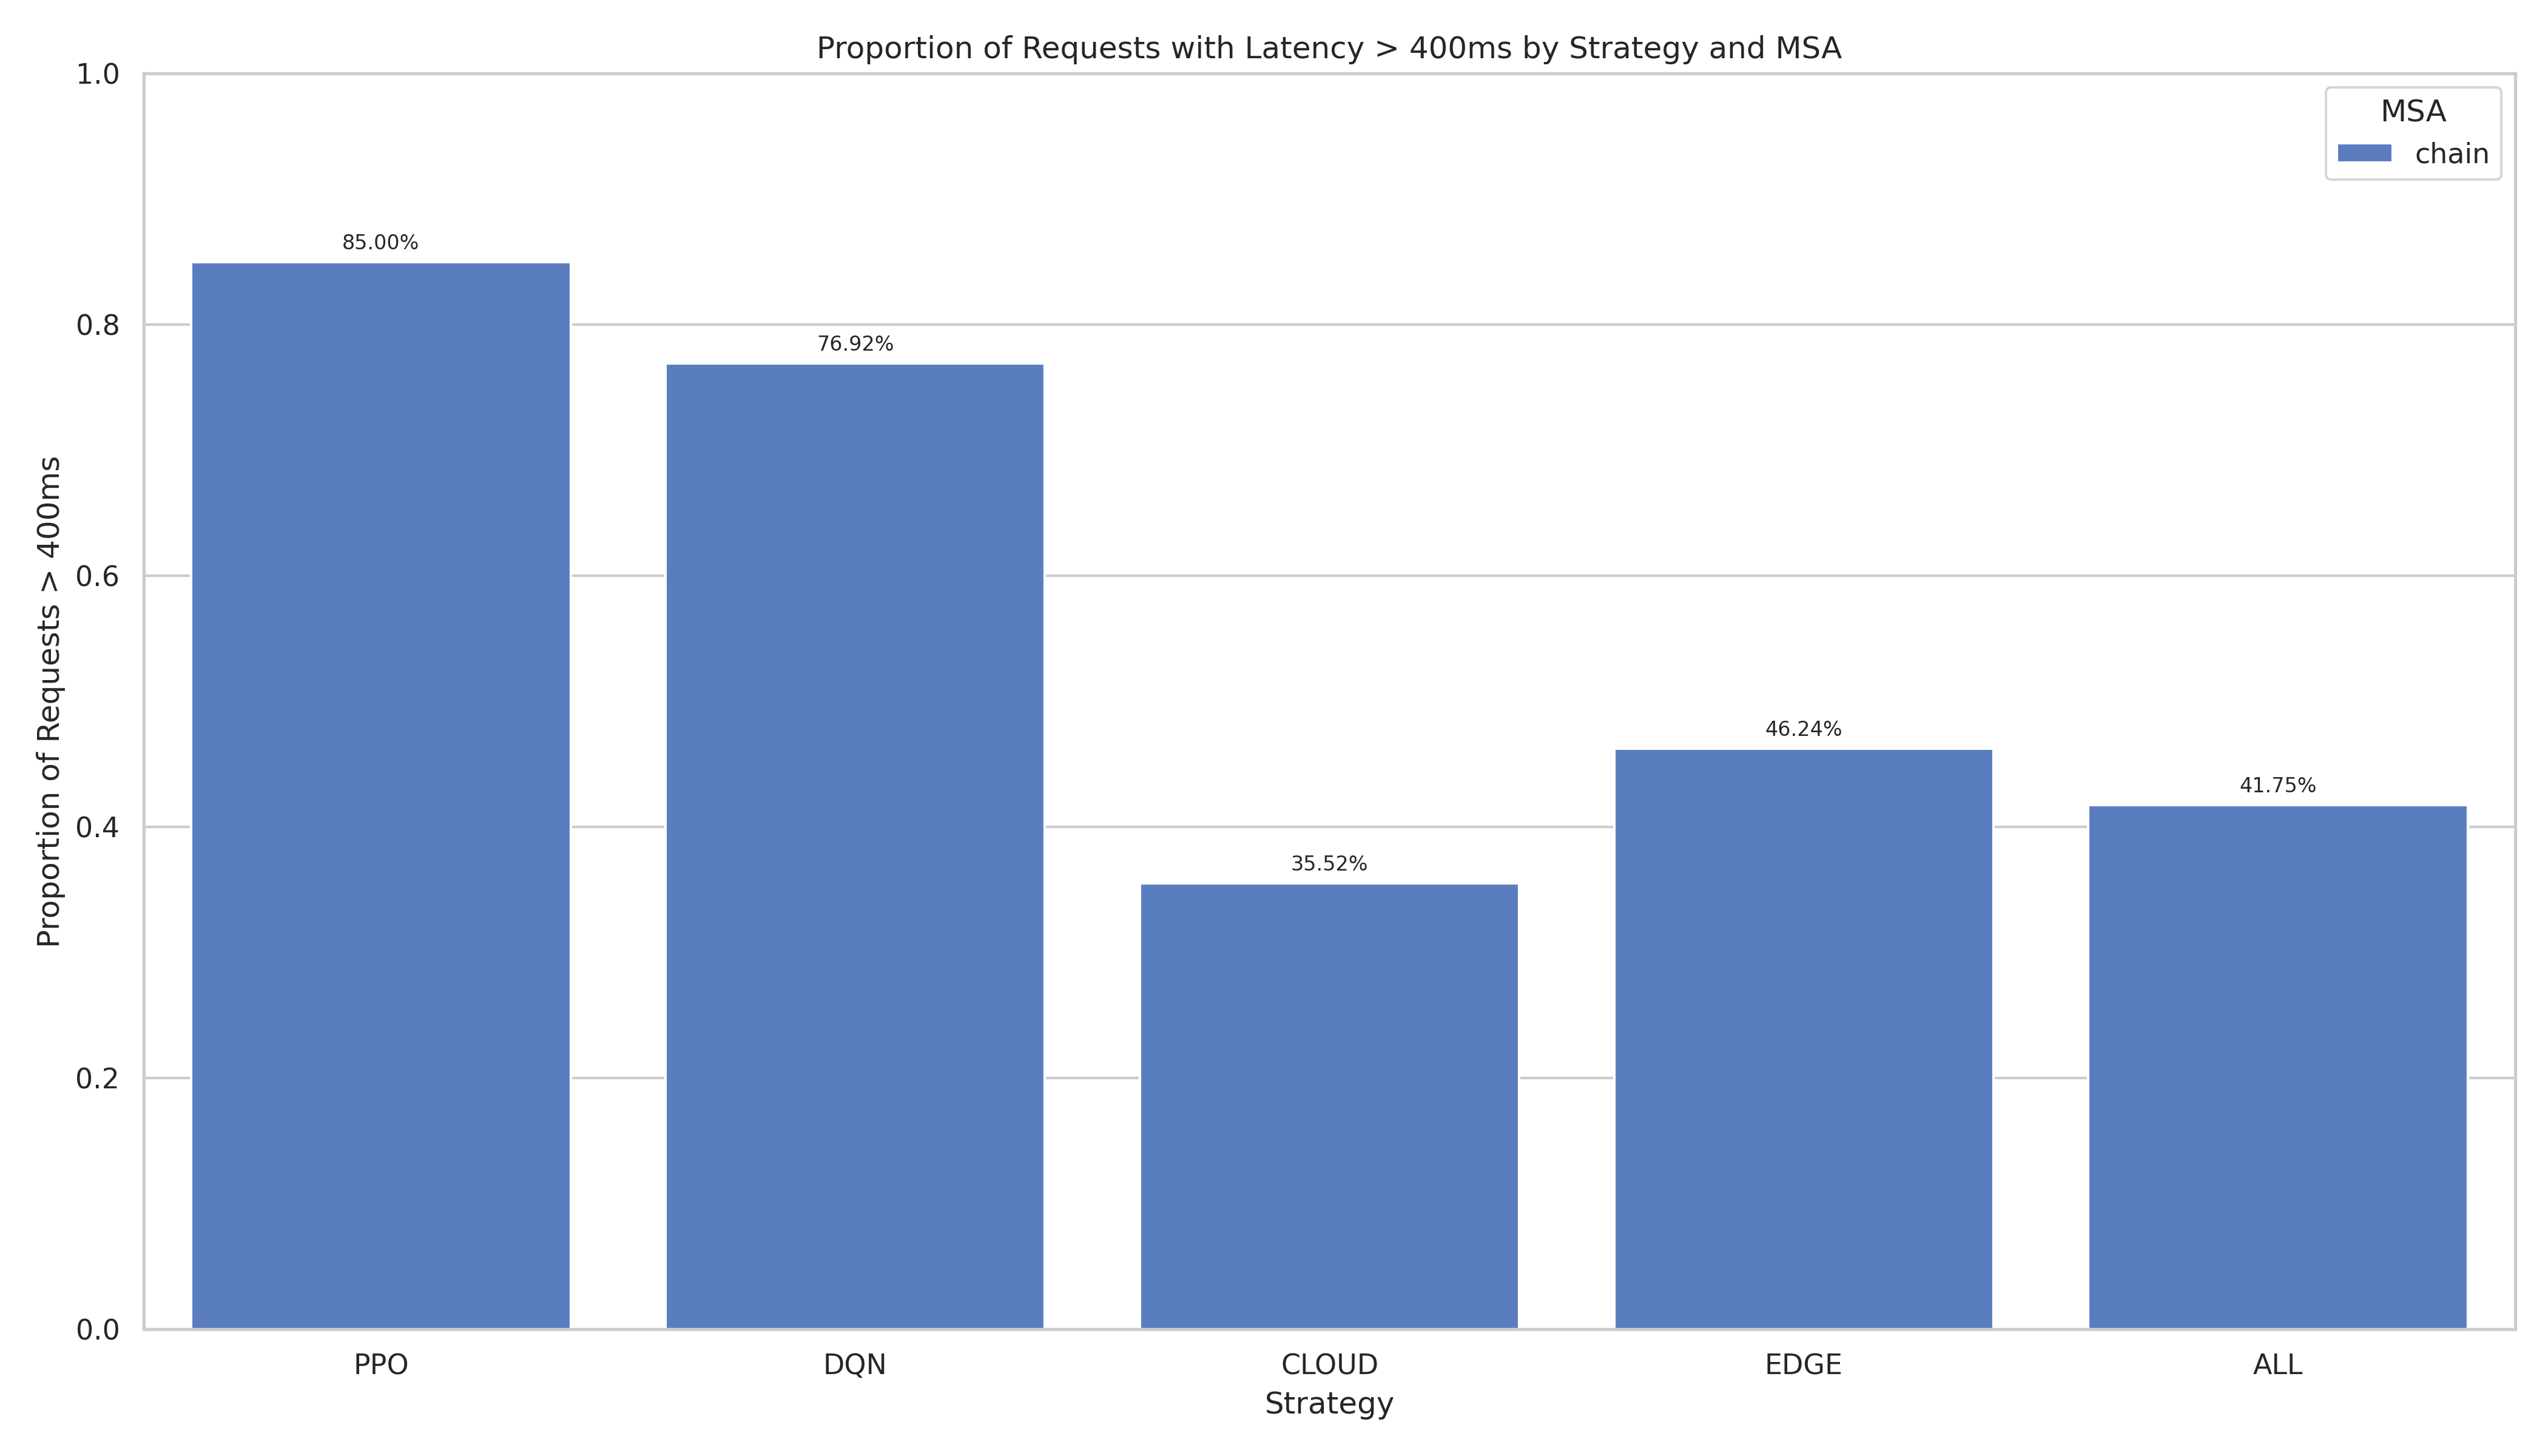 Proportion of Requests with Latency > 400ms by Strategy and MSA
MSA
chain
Proportion of Requests > 400ms
1.0
0.8
0.6
0.4
0.2
0.0
85.00%
76.92%
35.52%
46.24%
41.75%
PPO
DQN
CLOUD
EDGE
ALL
Strategy